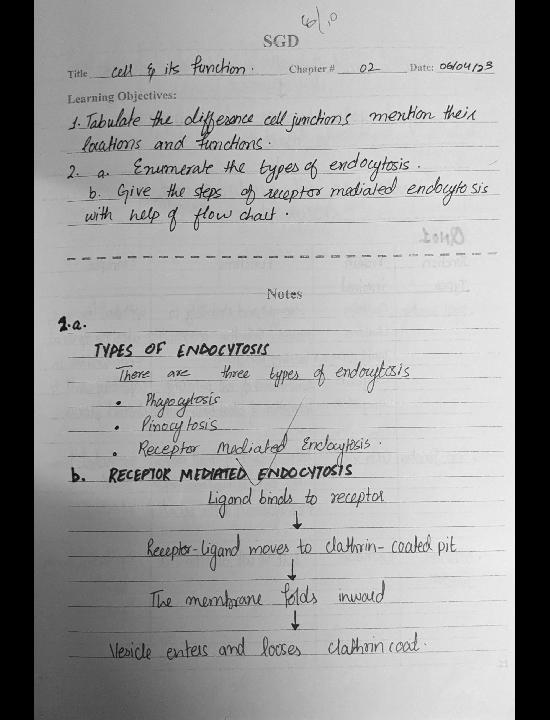 SGD
Title cell & its function. Chapter # 02 Date: 06/04/23
Learning Objectives:
1. Tabulate the difference cell junctions mention their
locations and functions.
2. a. Enumerate the types of endocytosis.
b. Give the steps of receptor mediated endocytosis
with help of flow chart.
Notes
2.a.
TYPES OF ENDOCYTOSIS
There are three types of endocytosis
• Phagocytosis
• Pinocytosis
• Receptor Mediated Endocytosis.
b. RECEPTOR MEDIATED ENDOCYTOSIS
Ligand binds to receptor
↓
Receptor-Ligand moves to clathrin-coated pit
↓
The membrane folds inward
↓
Vesicle enters and looses clathrin coat.